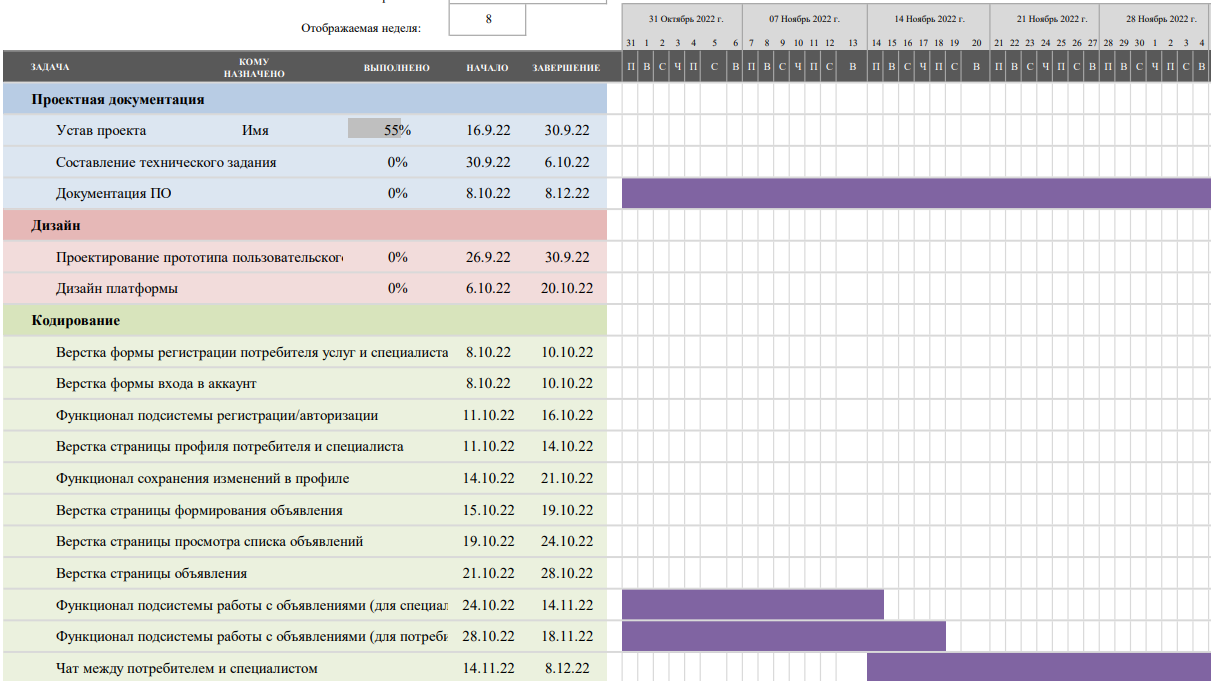 8
Отображаемая неделя:
31 Октябрь 2022 г. 07 Ноябрь 2022 г. 14 Ноябрь 2022 г. 21 Ноябрь 2022 г. 28 Ноябрь 2022 г.
31 1 2 3 4 5 6 7 8 9 10 11 12 13 14 15 16 17 18 19 20 21 22 23 24 25 26 27 28 29 30 1 2 3 4
ЗАДАЧА КОМУ НАЗНАЧЕНО ВЫПОЛНЕНО НАЧАЛО ЗАВЕРШЕНИЕ П В С Ч П С В П В С Ч П С В П В С Ч П С В П В С Ч П С В П В С Ч П С В
Проектная документация
Устав проекта Имя 55% 16.9.22 30.9.22
Составление технического задания 0% 30.9.22 6.10.22
Документация ПО 0% 8.10.22 8.12.22
Дизайн
Проектирование прототипа пользовательског 0% 26.9.22 30.9.22
Дизайн платформы 0% 6.10.22 20.10.22
Кодирование
Верстка формы регистрации потребителя услуг и специалиста 8.10.22 10.10.22
Верстка формы входа в аккаунт 8.10.22 10.10.22
Функционал подсистемы регистрации/авторизации 11.10.22 16.10.22
Верстка страницы профиля потребителя и специалиста 11.10.22 14.10.22
Функционал сохранения изменений в профиле 14.10.22 21.10.22
Верстка страницы формирования объявления 15.10.22 19.10.22
Верстка страницы просмотра списка объявлений 19.10.22 24.10.22
Верстка страницы объявления 21.10.22 28.10.22
Функционал подсистемы работы с объявлениями (для специал 24.10.22 14.11.22
Функционал подсистемы работы с объявлениями (для потреби 28.10.22 18.11.22
Чат между потребителем и специалистом 14.11.22 8.12.22